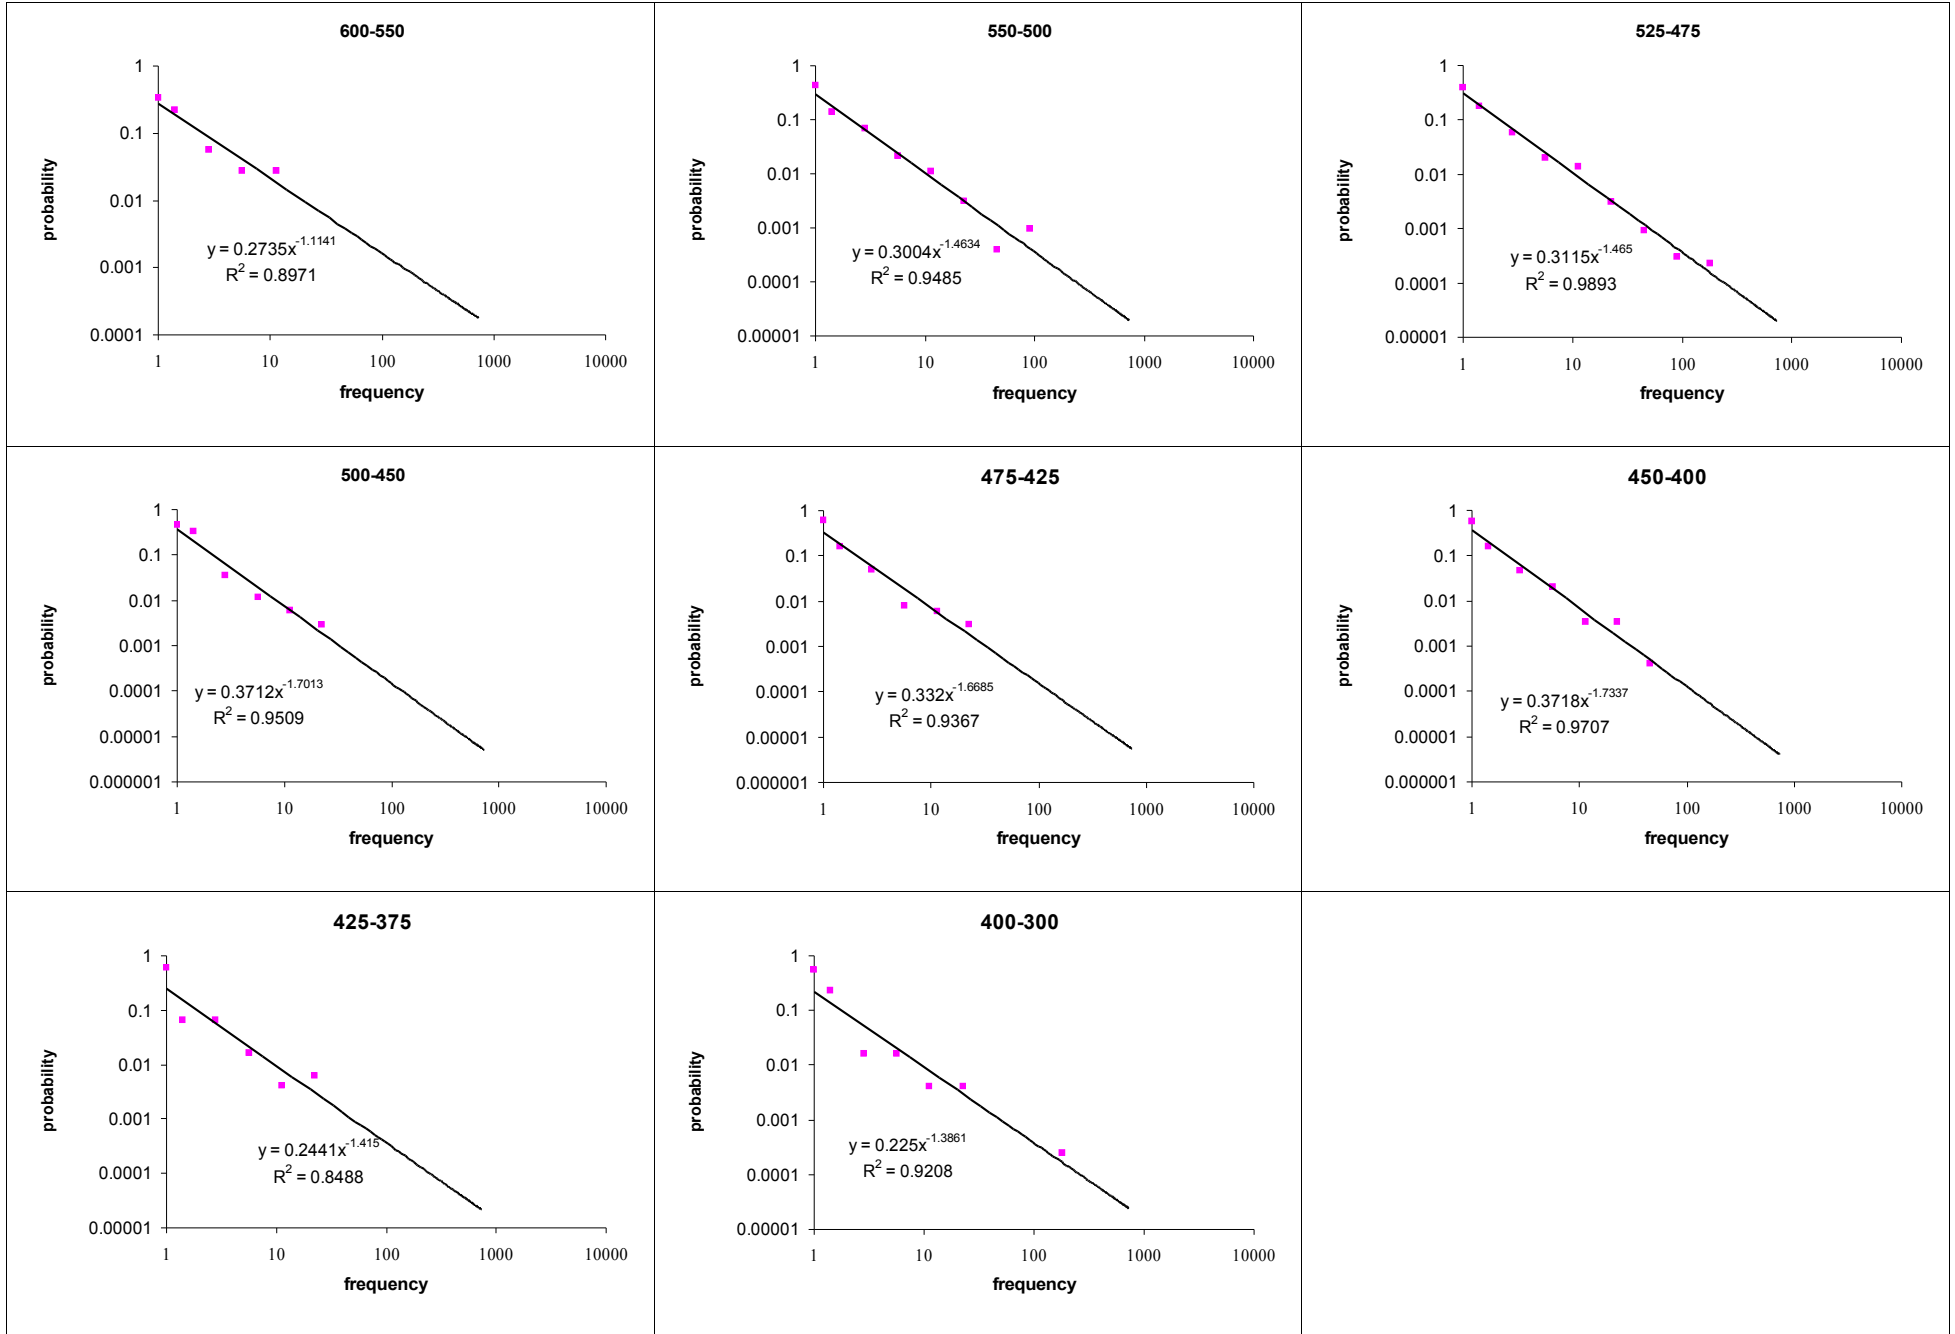 600-550
1
0.1
0.01
0.001
0.0001
probability
y = 0.2735x^-1.1141
R^2 = 0.8971
1 10 100 1000 10000
frequency
550-500
1
0.1
0.01
0.001
0.0001
0.00001
probability
y = 0.3004x^-1.4634
R^2 = 0.9485
1 10 100 1000 10000
frequency
525-475
1
0.1
0.01
0.001
0.0001
0.00001
probability
y = 0.3115x^-1.465
R^2 = 0.9893
1 10 100 1000 10000
frequency
500-450
1
0.1
0.01
0.001
0.0001
0.00001
0.000001
probability
y = 0.3712x^-1.7013
R^2 = 0.9509
1 10 100 1000 10000
frequency
475-425
1
0.1
0.01
0.001
0.0001
0.00001
0.000001
probability
y = 0.332x^-1.6685
R^2 = 0.9367
1 10 100 1000 10000
frequency
450-400
1
0.1
0.01
0.001
0.0001
0.00001
0.000001
probability
y = 0.3718x^-1.7337
R^2 = 0.9707
1 10 100 1000 10000
frequency
425-375
1
0.1
0.01
0.001
0.0001
0.00001
probability
y = 0.2441x^-1.415
R^2 = 0.8488
1 10 100 1000 10000
frequency
400-300
1
0.1
0.01
0.001
0.0001
0.00001
probability
y = 0.225x^-1.3861
R^2 = 0.9208
1 10 100 1000 10000
frequency